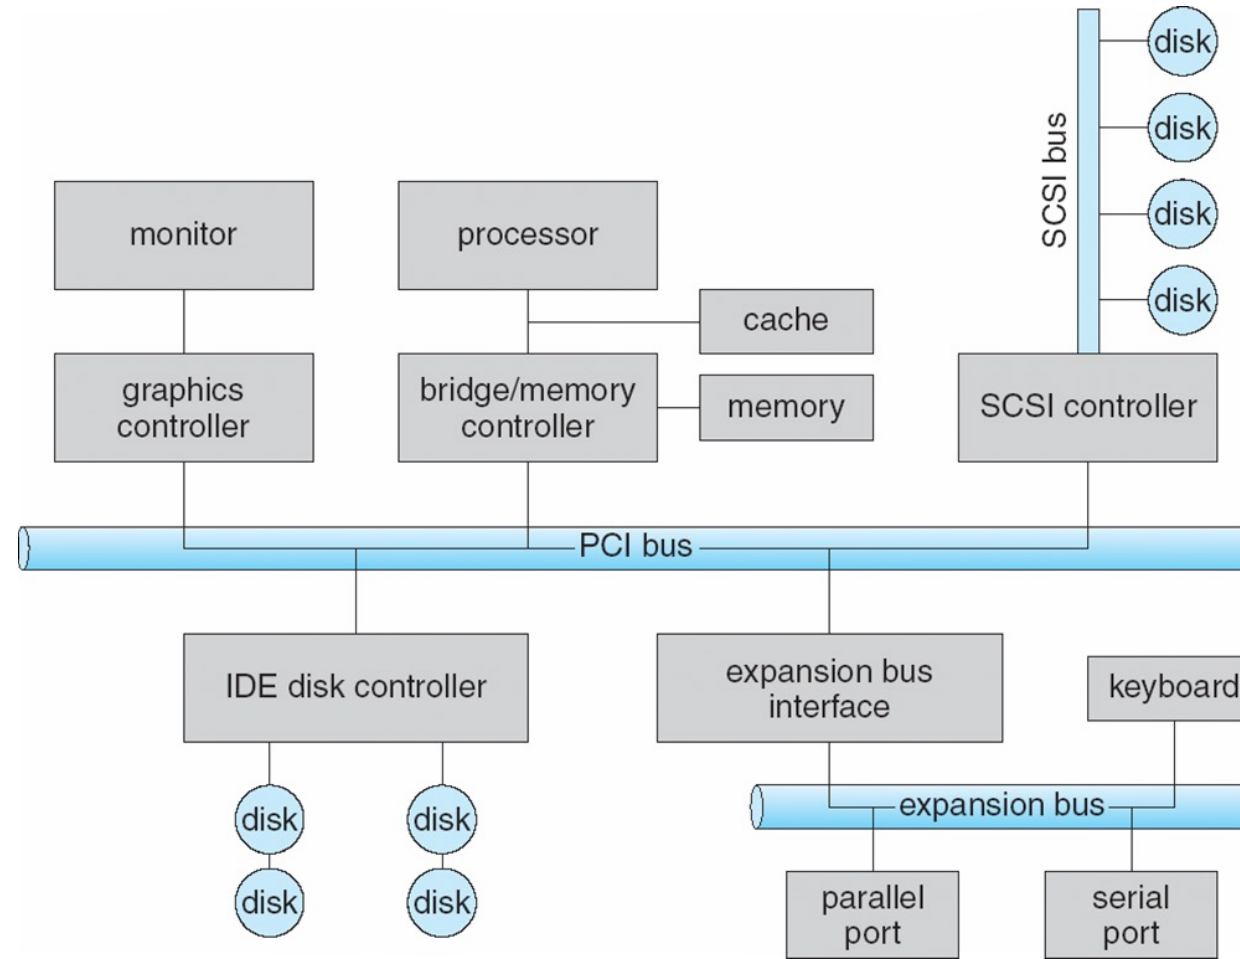 disk
disk
disk
disk
SCSI bus
monitor
processor
cache
graphics
controller
bridge/memory
controller
memory
SCSI controller
PCI bus
IDE disk controller
expansion bus
interface
keyboard
disk
disk
disk
disk
expansion bus
parallel
port
serial
port